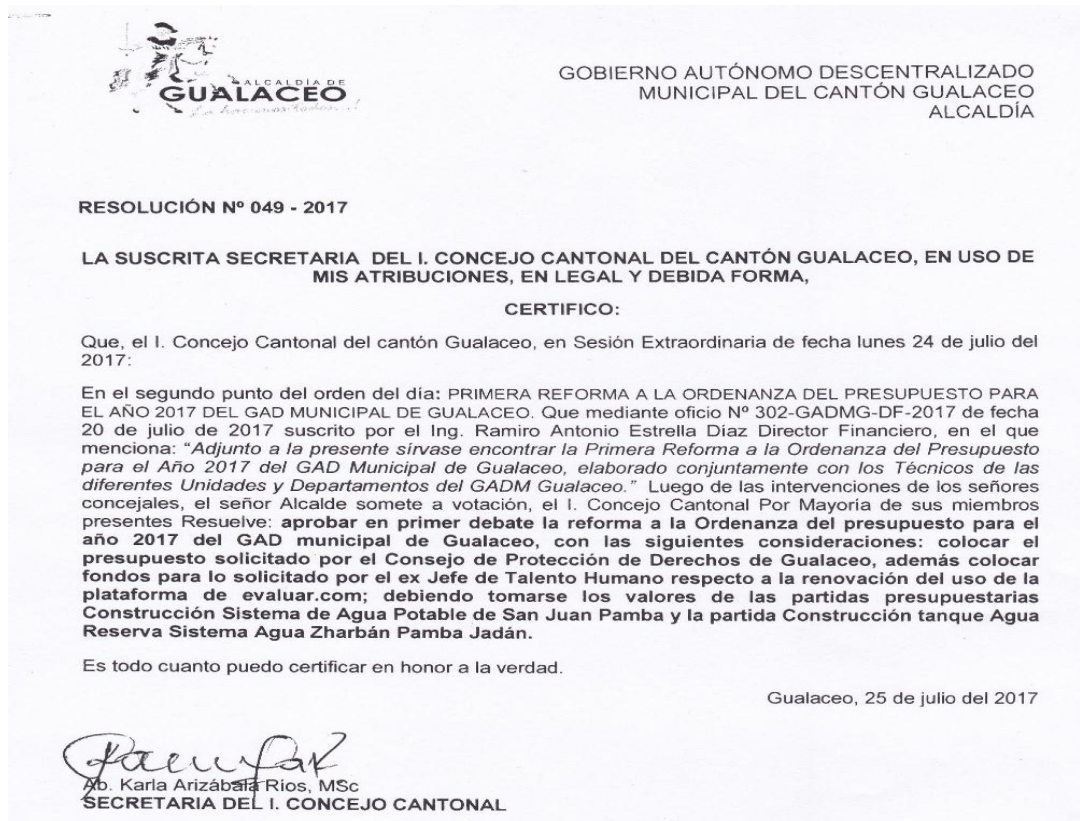 ALCALDÍA DE
GUALACEO
GOBIERNO AUTÓNOMO DESCENTRALIZADO
MUNICIPAL DEL CANTÓN GUALACEO
ALCALDÍA
RESOLUCIÓN Nº 049 - 2017
LA SUSCRITA SECRETARIA DEL I. CONCEJO CANTONAL DEL CANTÓN GUALACEO, EN USO DE
MIS ATRIBUCIONES, EN LEGAL Y DEBIDA FORMA,
CERTIFICO:
Que, el I. Concejo Cantonal del cantón Gualaceo, en Sesión Extraordinaria de fecha lunes 24 de julio del
2017:
En el segundo punto del orden del día: PRIMERA REFORMA A LA ORDENANZA DEL PRESUPUESTO PARA
EL AÑO 2017 DEL GAD MUNICIPAL DE GUALACEO. Que mediante oficio Nº 302-GADMG-DF-2017 de fecha
20 de julio de 2017 suscrito por el Ing. Ramiro Antonio Estrella Díaz Director Financiero, en el que
menciona: "Adjunto a la presente sírvase encontrar la Primera Reforma a la Ordenanza del Presupuesto
para el Año 2017 del GAD Municipal de Gualaceo, elaborado conjuntamente con los Técnicos de las
diferentes Unidades y Departamentos del GADM Gualaceo." Luego de las intervenciones de los señores
concejales, el señor Alcalde somete a votación, el I. Concejo Cantonal Por Mayoría de sus miembros
presentes Resuelve: aprobar en primer debate la reforma a la Ordenanza del presupuesto para el
año 2017 del GAD municipal de Gualaceo, con las siguientes consideraciones: colocar el
presupuesto solicitado por el Consejo de Protección de Derechos de Gualaceo, además colocar
fondos para lo solicitado por el ex Jefe de Talento Humano respecto a la renovación del uso de la
plataforma de evaluar.com; debiendo tomarse los valores de las partidas presupuestarias
Construcción Sistema de Agua Potable de San Juan Pamba y la partida Construcción tanque Agua
Reserva Sistema Agua Zharbán Pamba Jadán.
Es todo cuanto puedo certificar en honor a la verdad.
Gualaceo, 25 de julio del 2017
Ab. Karla Arizábala Ríos, MSc
SECRETARIA DEL I. CONCEJO CANTONAL